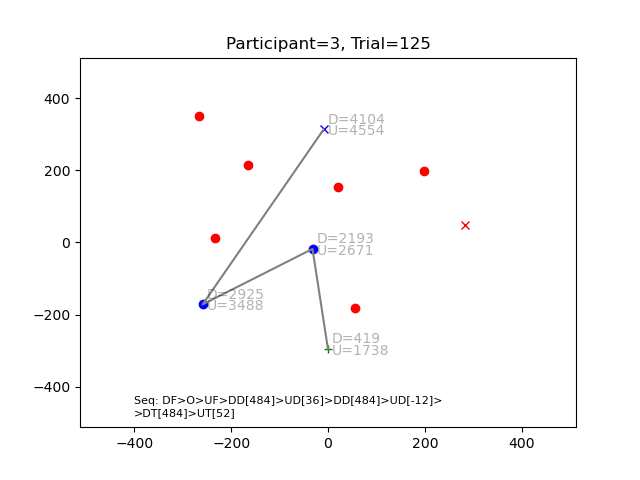 Participant=3, Trial=125
400
200
0
−200
−400
D=4104
U=4554
D=2193
U=2671
D=2925
U=3488
D=419
U=1738
Seq: DF>O>UF>DD[484]>UD[36]>DD[484]>UD[-12]>
>DT[484]>UT[52]
−400 −200 0 200 400